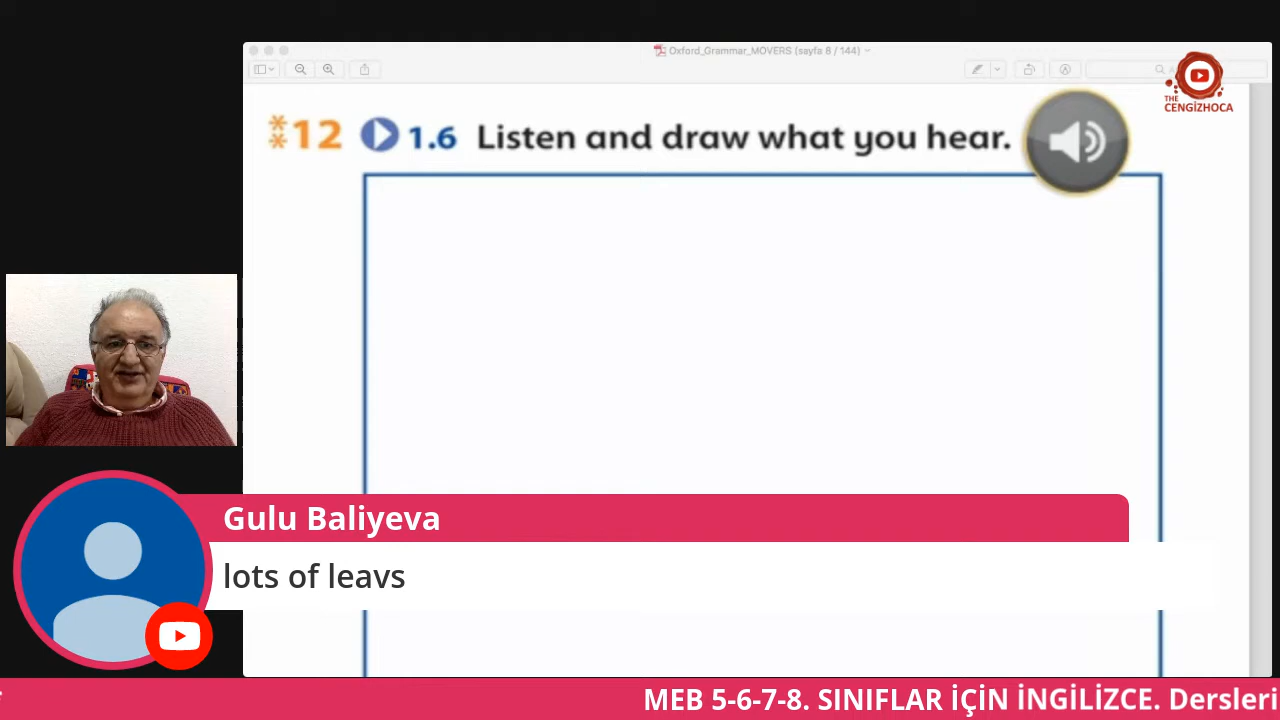 Oxford_Grammar_MOVERS (sayfa 8 / 144)
THE
CENGİZHOCA
12 1.6 Listen and draw what you hear.
Gulu Baliyeva
lots of leavs
MEB 5-6-7-8. SINIFLAR İÇİN İNGİLİZCE. Dersleri